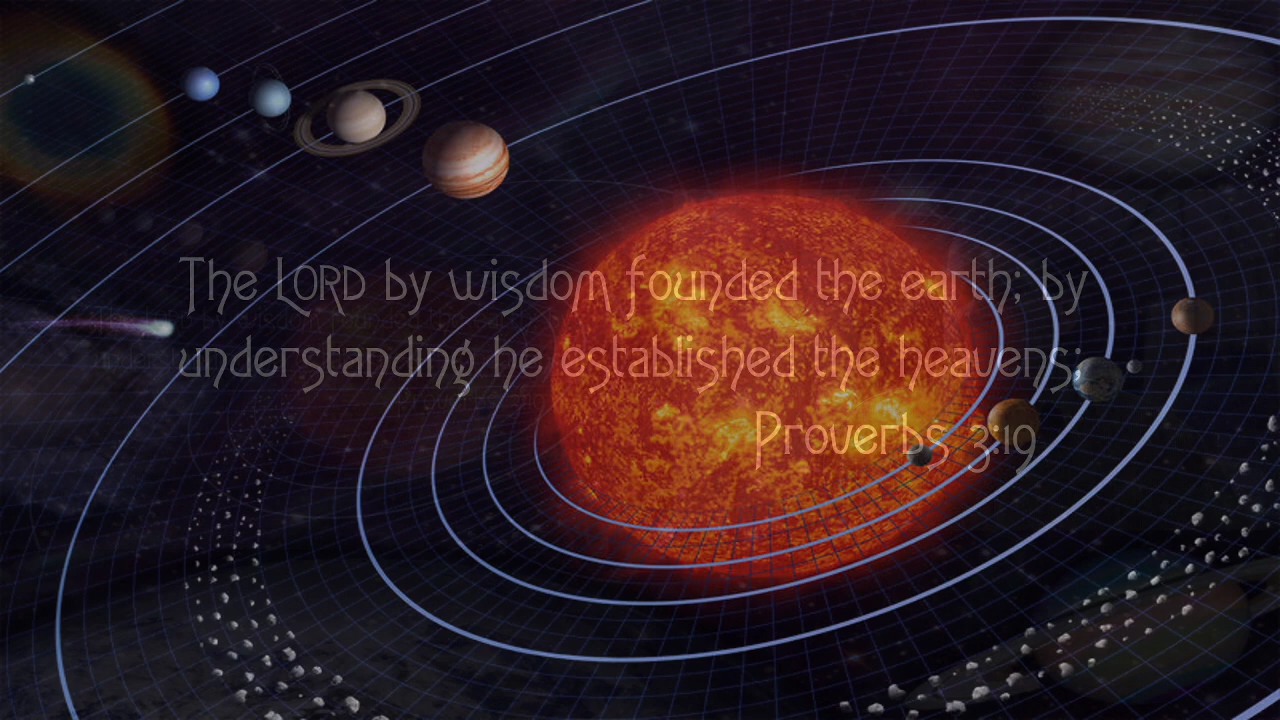 The LORD by wisdom founded the earth; by
understanding he established the heavens;
Proverbs 3:19